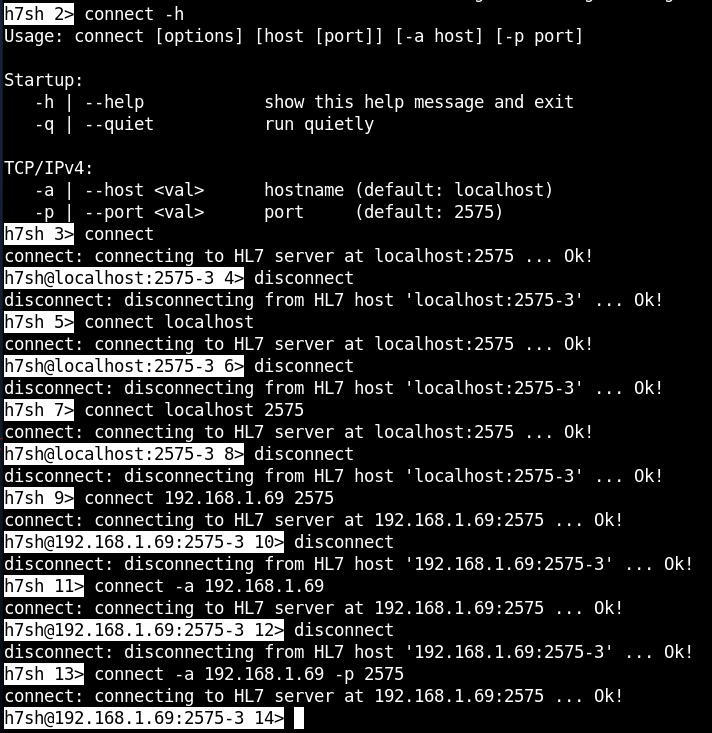 h7sh 2> connect -h
Usage: connect [options] [host [port]] [-a host] [-p port]

Startup:
   -h | --help            show this help message and exit
   -q | --quiet           run quietly

TCP/IPv4:
   -a | --host <val>      hostname (default: localhost)
   -p | --port <val>      port     (default: 2575)
h7sh 3> connect
connect: connecting to HL7 server at localhost:2575 ... Ok!
h7sh@localhost:2575-3 4> disconnect
disconnect: disconnecting from HL7 host 'localhost:2575-3' ... Ok!
h7sh 5> connect localhost
connect: connecting to HL7 server at localhost:2575 ... Ok!
h7sh@localhost:2575-3 6> disconnect
disconnect: disconnecting from HL7 host 'localhost:2575-3' ... Ok!
h7sh 7> connect localhost 2575
connect: connecting to HL7 server at localhost:2575 ... Ok!
h7sh@localhost:2575-3 8> disconnect
disconnect: disconnecting from HL7 host 'localhost:2575-3' ... Ok!
h7sh 9> connect 192.168.1.69 2575
connect: connecting to HL7 server at 192.168.1.69:2575 ... Ok!
h7sh@192.168.1.69:2575-3 10> disconnect
disconnect: disconnecting from HL7 host '192.168.1.69:2575-3' ... Ok!
h7sh 11> connect -a 192.168.1.69
connect: connecting to HL7 server at 192.168.1.69:2575 ... Ok!
h7sh@192.168.1.69:2575-3 12> disconnect
disconnect: disconnecting from HL7 host '192.168.1.69:2575-3' ... Ok!
h7sh 13> connect -a 192.168.1.69 -p 2575
connect: connecting to HL7 server at 192.168.1.69:2575 ... Ok!
h7sh@192.168.1.69:2575-3 14>